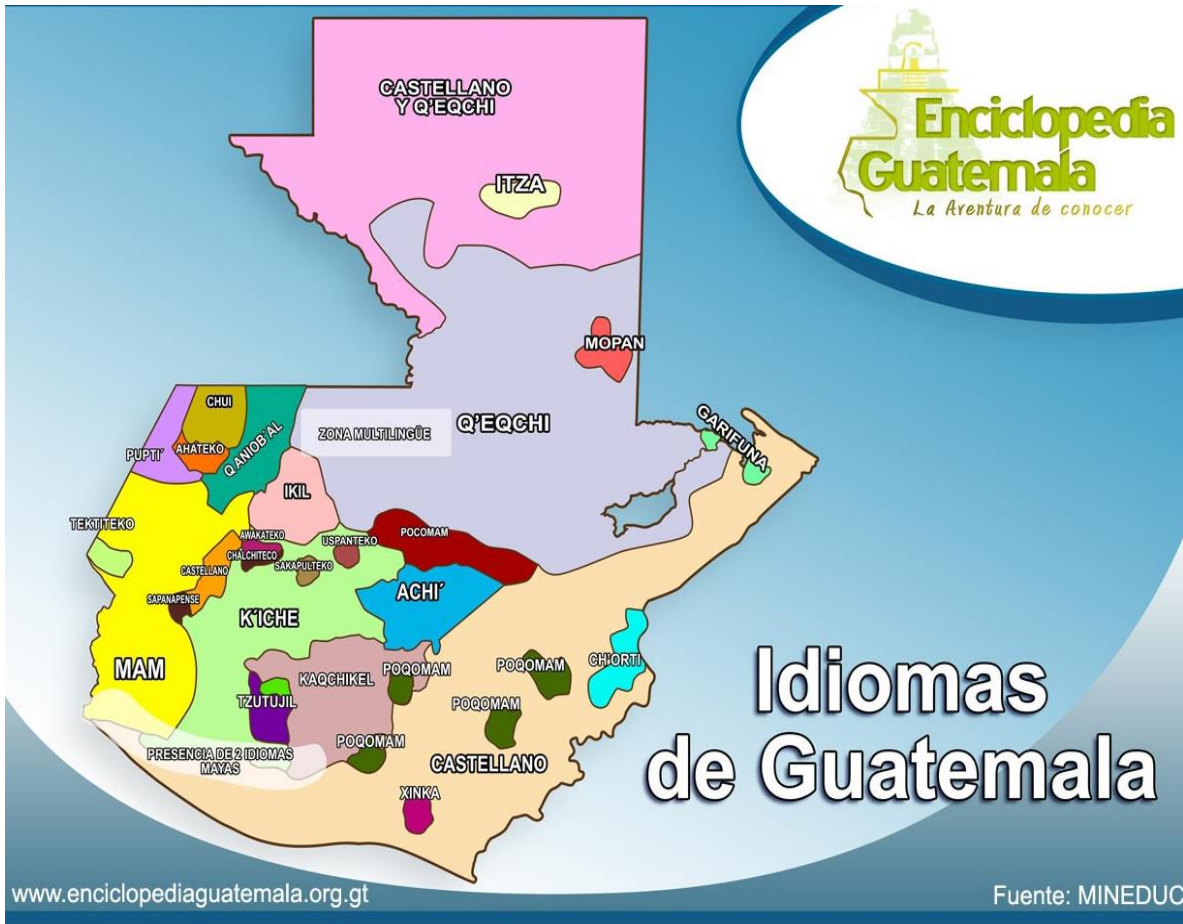 CASTELLANO
Y Q'EQCHI
Enciclopedia
Guatemala
La Aventura de conocer
ITZA
MOPAN
CHUI
GARIFUNA
Q'EQCHI
ZONA MULTILINGÜE
AHATEKO
PUPTI´
Q ANIOB´AL
IKIL
TEKTITEKO
AWAKATEKO
USPANTEKO
POCOMAM
CHALCHITECO
SAKAPULTEKO
CASTELLANO
ACHI´
SAPANAPENSE
K´ICHE
MAM
KAQCHIKEL
POQOMAM
POQOMAM
CH'ORTI
TZUTUJIL
POQOMAM
POQOMAM
PRESENCIA DE 2 IDIOMAS
MAYAS
CASTELLANO
XINKA
Idiomas
de Guatemala
www.enciclopediaguatemala.org.gt
Fuente: MINEDUC